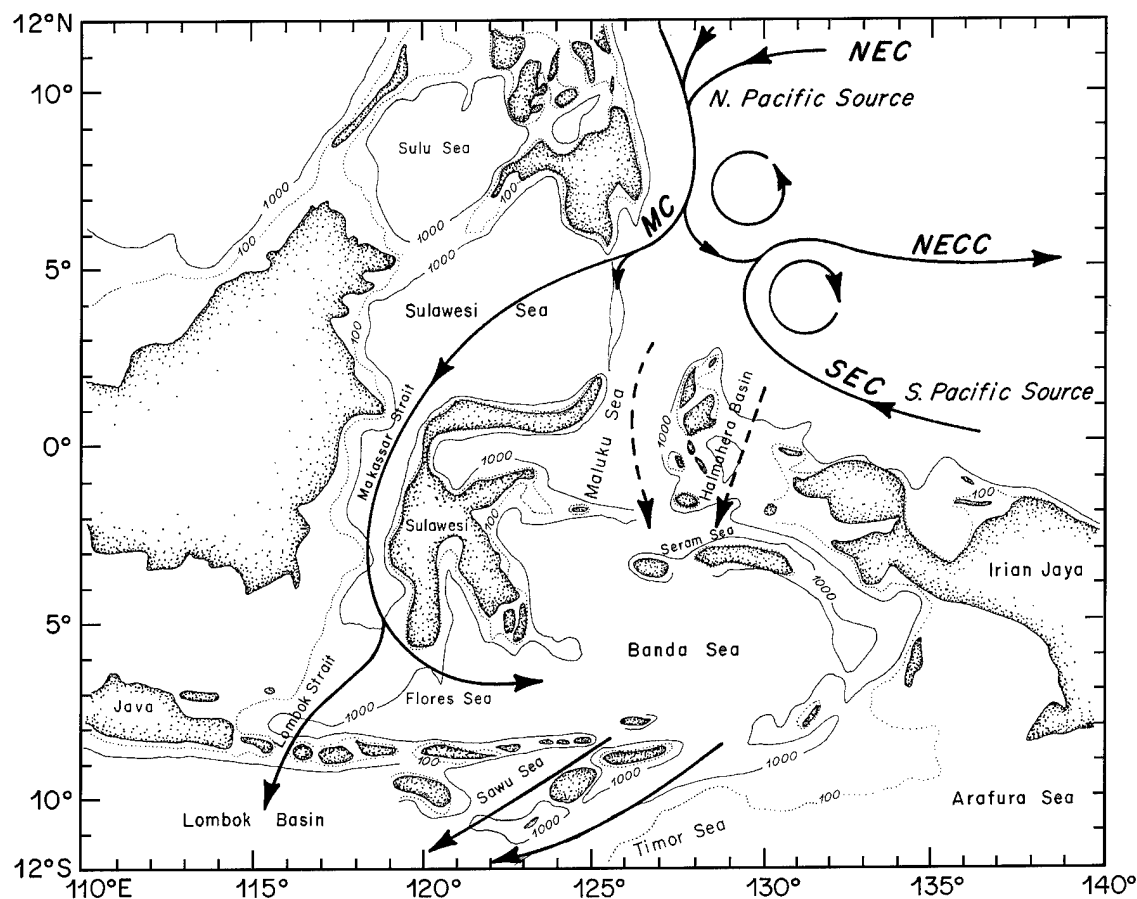 12°N
NEC
10°
N. Pacific Source
Sulu Sea
1000
100
100
1000
1000
MC
NECC
5°
Sulawesi Sea
100
SEC
S. Pacific Source
Makassar Strait
Maluku Sea
1000
Halmahera Basin
1000
0°
1000
100
Sulawesi
100
Seram Sea
1000
Irian Jaya
5°
Banda Sea
Lombok Strait
Flores Sea
Java
1000
100
Sawu Sea
1000
1000
1000
100
10°
Lombok Basin
Timor Sea
Arafura Sea
12°S
110°E
115°
120°
125°
130°
135°
140°